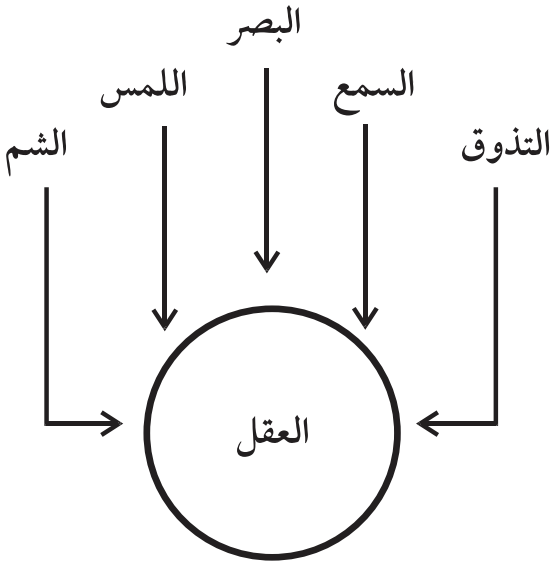 البصر
السمع
اللمس
التذوق
الشم
العقل